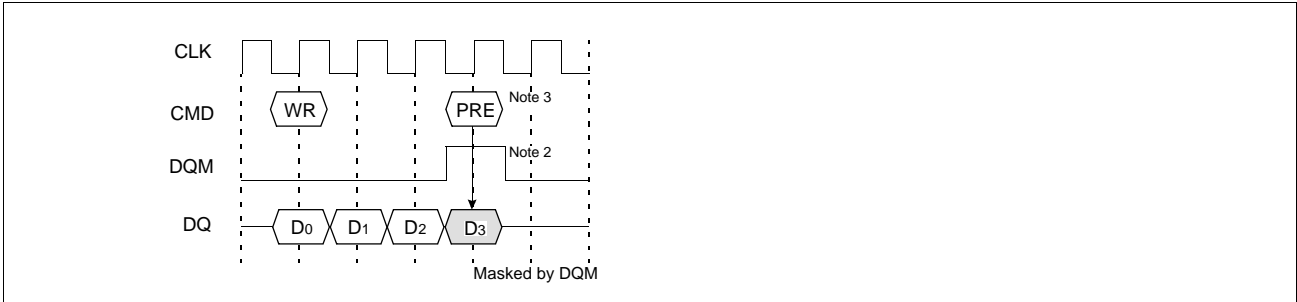 CLK
CMD WR PRE Note 3
DQM Note 2
DQ D0 D1 D2 D3
Masked by DQM